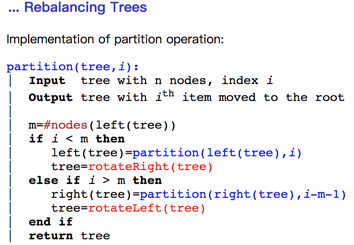 ... Rebalancing Trees
Implementation of partition operation:
partition(tree,i):
Input tree with n nodes, index i
Output tree with ith item moved to the root
m=#nodes(left(tree))
if i < m then
left(tree)=partition(left(tree),i)
tree=rotateRight(tree)
else if i > m then
right(tree)=partition(right(tree),i-m-1)
tree=rotateLeft(tree)
end if
return tree